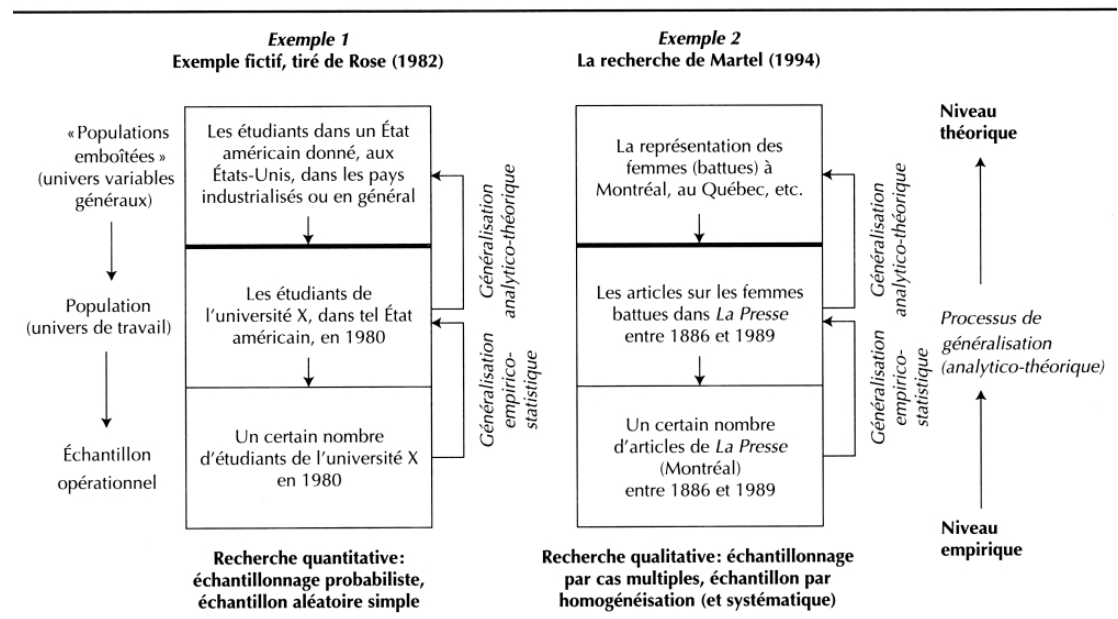 Exemple 1
Exemple fictif, tiré de Rose (1982)
Exemple 2
La recherche de Martel (1994)
« Populations
emboîtées »
(univers variables
généraux)
Population
(univers de travail)
Échantillon
opérationnel
Les étudiants dans un État
américain donné, aux
États-Unis, dans les pays
industrialisés ou en général
Les étudiants de
l'université X, dans tel État
américain, en 1980
Un certain nombre
d'étudiants de l'université X
en 1980
Généralisation
analytico-théorique
Généralisation
empirico-
statistique
Recherche quantitative:
échantillonnage probabiliste,
échantillon aléatoire simple
La représentation des
femmes (battues) à
Montréal, au Québec, etc.
Les articles sur les femmes
battues dans La Presse
entre 1886 et 1989
Un certain nombre
d'articles de La Presse
(Montréal)
entre 1886 et 1989
Généralisation
analytico-théorique
Généralisation
empirico-
statistique
Recherche qualitative: échantillonnage
par cas multiples, échantillon par
homogénéisation (et systématique)
Niveau
théorique
Processus de
généralisation
(analytico-théorique)
Niveau
empirique